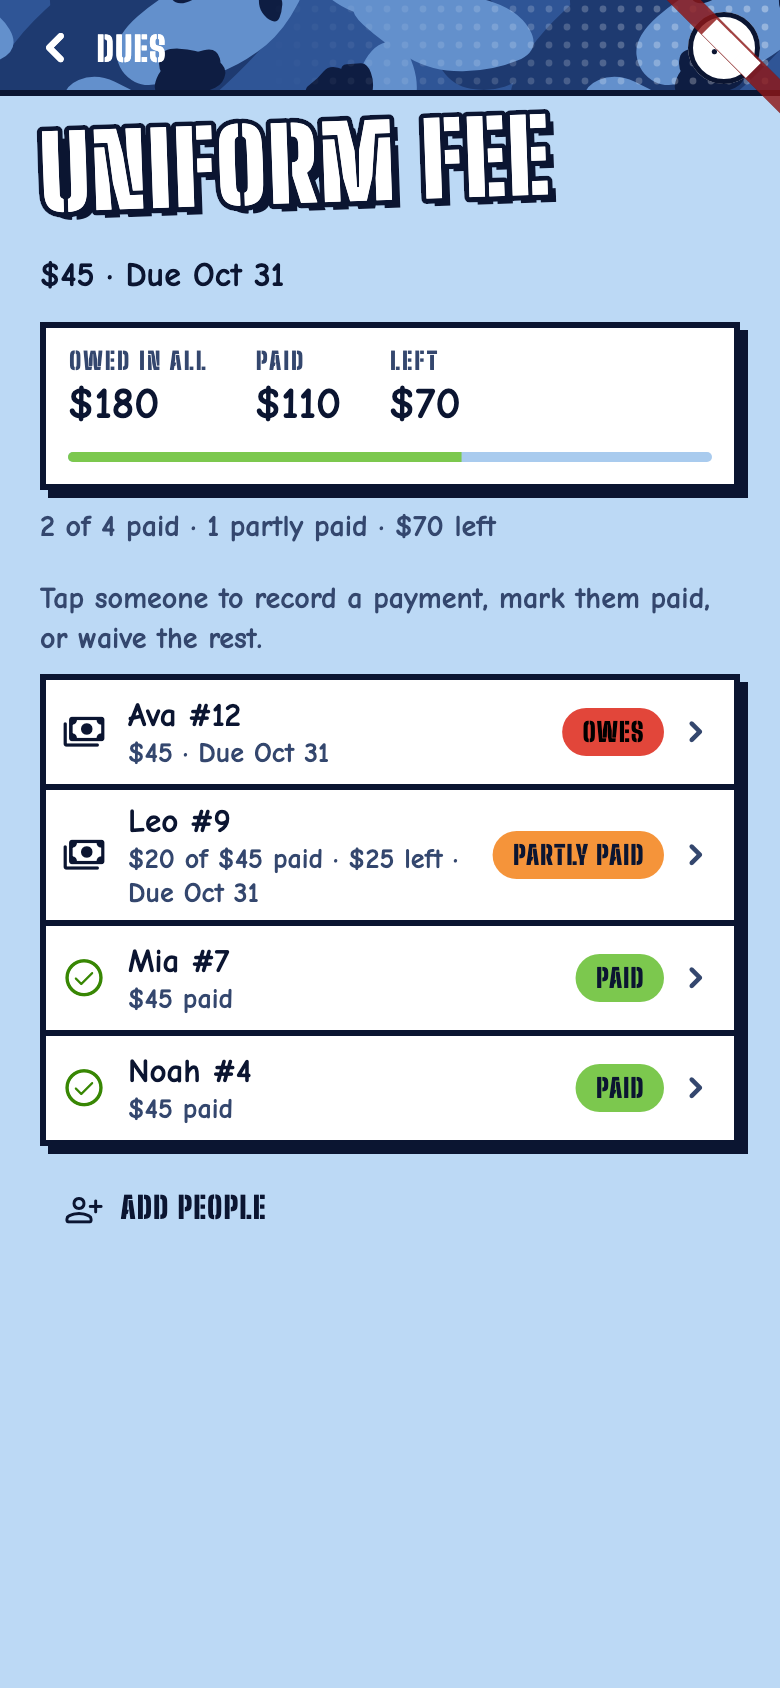 DUES
UNIFORM FEE
$45 · Due Oct 31
OWED IN ALL PAID LEFT
$180 $110 $70
2 of 4 paid · 1 partly paid · $70 left
Tap someone to record a payment, mark them paid,
or waive the rest.
Ava #12
$45 · Due Oct 31
OWES
Leo #9
$20 of $45 paid · $25 left ·
Due Oct 31
PARTLY PAID
Mia #7
$45 paid
PAID
Noah #4
$45 paid
PAID
ADD PEOPLE